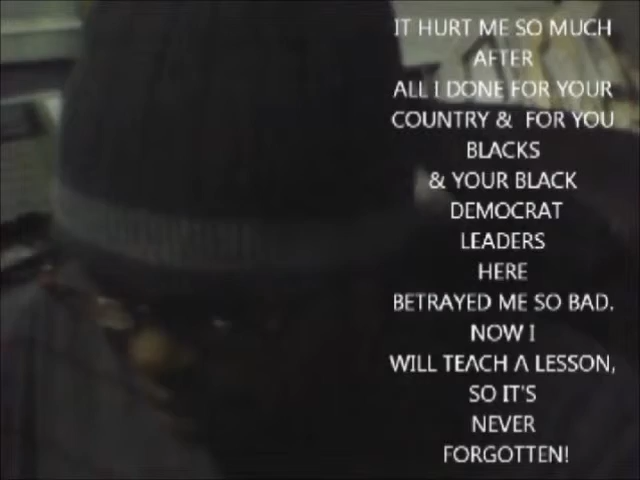 IT HURT ME SO MUCH
AFTER
ALL I DONE FOR YOUR
COUNTRY & FOR YOU
BLACKS
& YOUR BLACK
DEMOCRAT
LEADERS
HERE
BETRAYED ME SO BAD.
NOW I
WILL TEACH A LESSON,
SO IT'S
NEVER
FORGOTTEN!